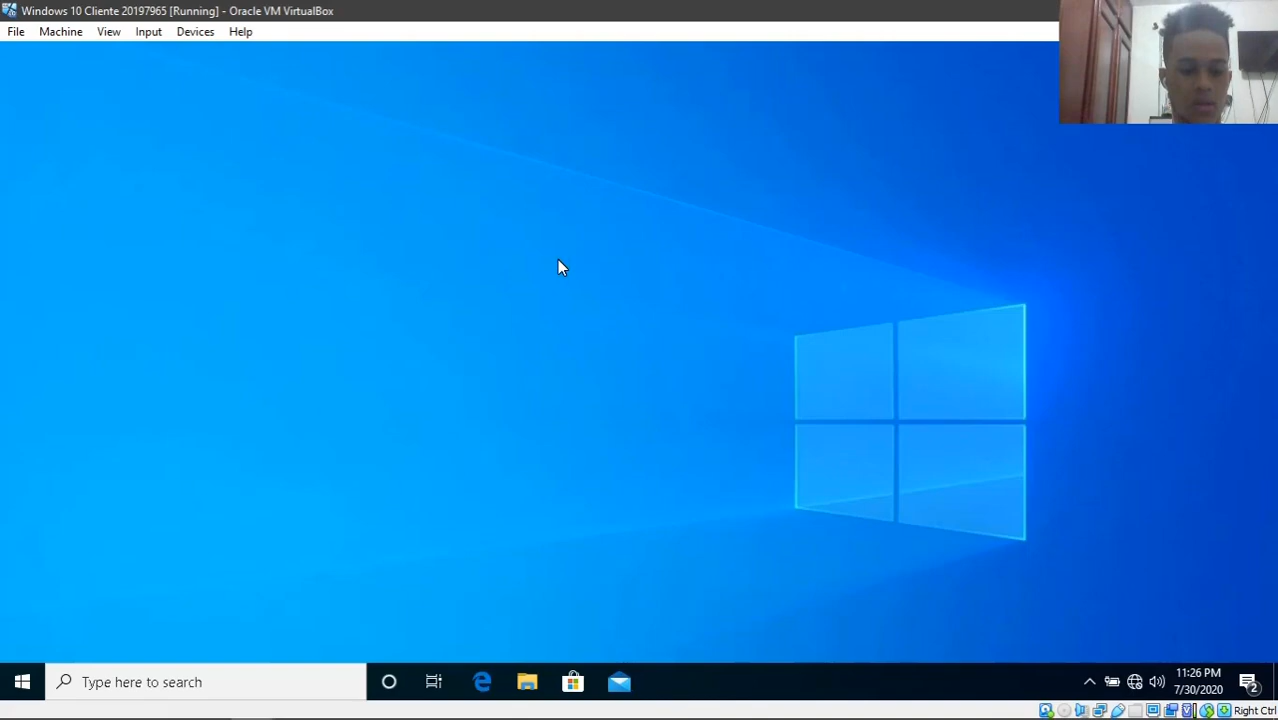 Windows 10 Cliente 20197965 [Running] - Oracle VM VirtualBox
File Machine View Input Devices Help
Type here to search
11:26 PM
7/30/2020
2
Right Ctrl